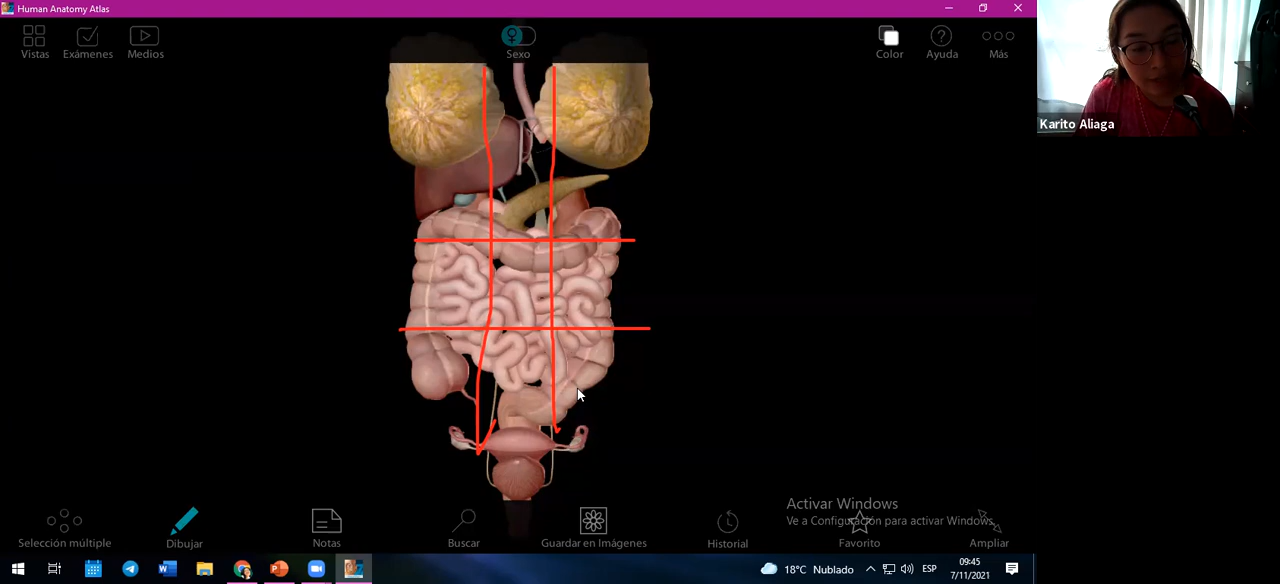 Human Anatomy Atlas
Vistas
Exámenes
Medios
Sexo
Color
Ayuda
Más
Karito Aliaga
Activar Windows
Ve a Configuración para activar Windows.
Selección múltiple
Dibujar
Notas
Buscar
Guardar en Imágenes
Historial
Favorito
Ampliar
18°C Nublado
ESP
09:45
7/11/2021